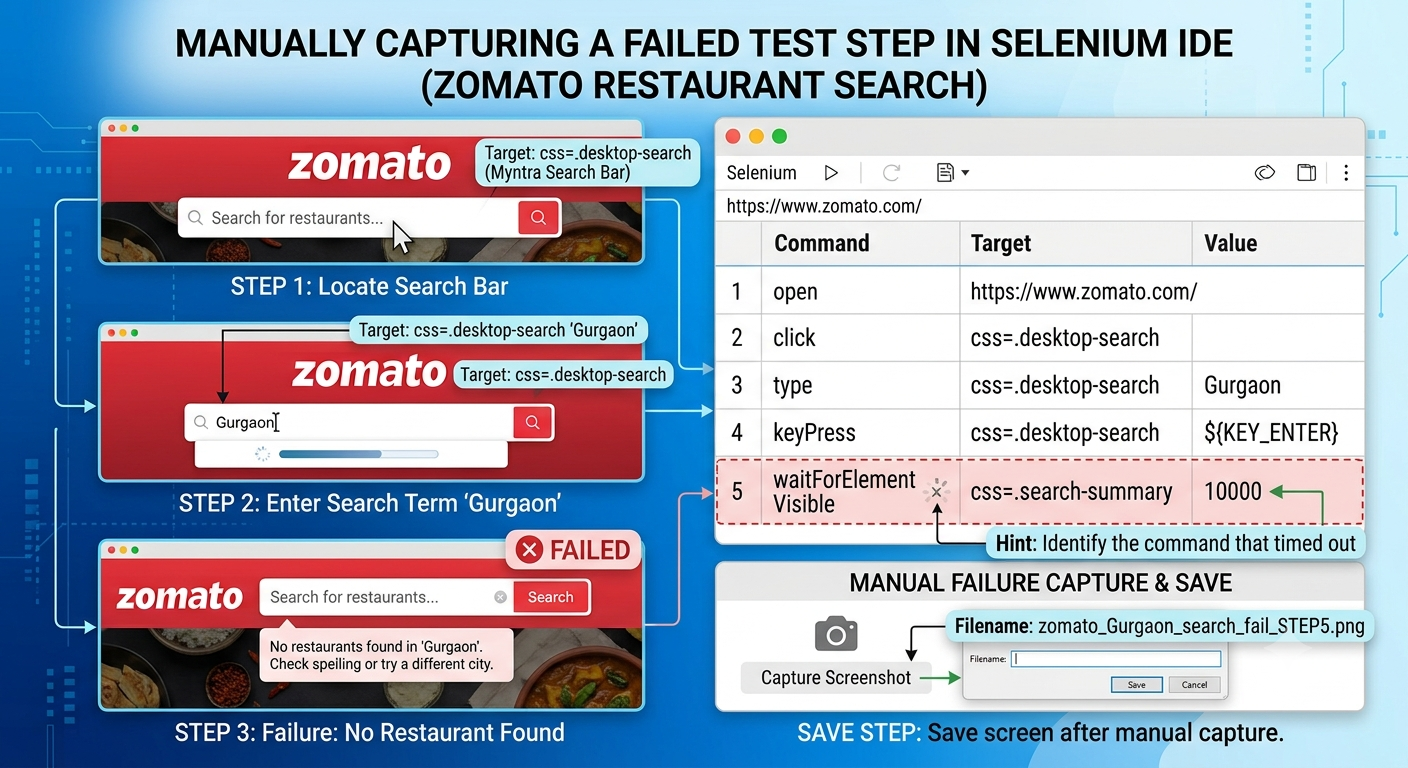 MANUALLY CAPTURING A FAILED TEST STEP IN SELENIUM IDE
(ZOMATO RESTAURANT SEARCH)
zomato
Target: css=.desktop-search
(Myntra Search Bar)
Search for restaurants...
STEP 1: Locate Search Bar
Target: css=.desktop-search 'Gurgaon'
zomato
Target: css=.desktop-search
Gurgaon
STEP 2: Enter Search Term 'Gurgaon'
FAILED
zomato
Search for restaurants...
Search
No restaurants found in 'Gurgaon'.
Check spelling or try a different city.
STEP 3: Failure: No Restaurant Found
Selenium
https://www.zomato.com/
Command Target Value
1 open https://www.zomato.com/
2 click css=.desktop-search
3 type css=.desktop-search Gurgaon
4 keyPress css=.desktop-search ${KEY_ENTER}
5 waitForElement
Visible css=.search-summary 10000
Hint: Identify the command that timed out
MANUAL FAILURE CAPTURE & SAVE
Filename: zomato_Gurgaon_search_fail_STEP5.png
Capture Screenshot
Filename:
Save Cancel
SAVE STEP: Save screen after manual capture.